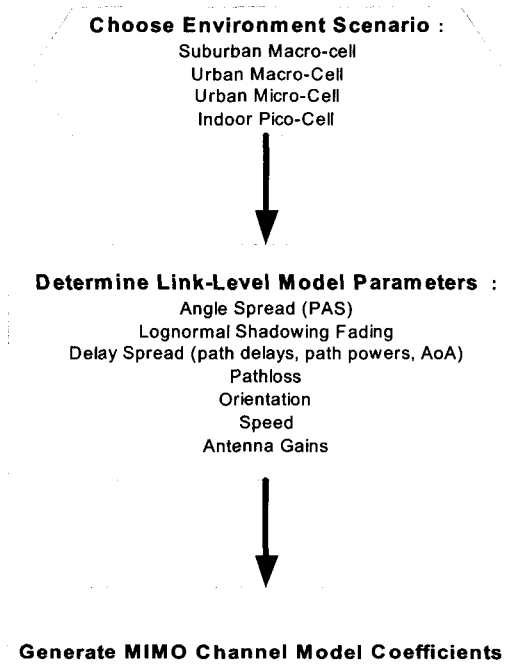 Choose Environment Scenario :
Suburban Macro-cell
Urban Macro-Cell
Urban Micro-Cell
Indoor Pico-Cell
Determine Link-Level Model Parameters :
Angle Spread (PAS)
Lognormal Shadowing Fading
Delay Spread (path delays, path powers, AoA)
Pathloss
Orientation
Speed
Antenna Gains
Generate MIMO Channel Model Coefficients